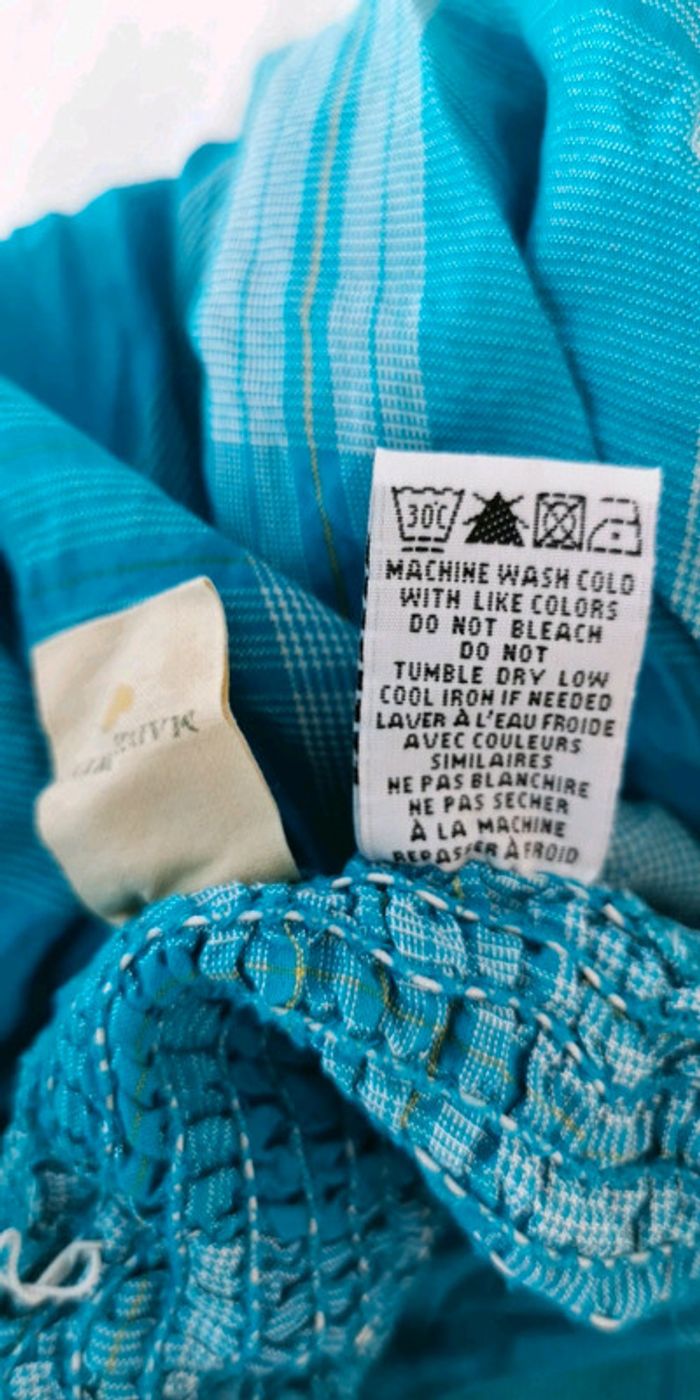 30°C
MACHINE WASH COLD
WITH LIKE COLORS
DO NOT BLEACH
DO NOT
TUMBLE DRY LOW
COOL IRON IF NEEDED
LAVER À L'EAU FROIDE
AVEC COULEURS
SIMILAIRES
NE PAS BLANCHIRE
NE PAS SECHER
À LA MACHINE
REPASSER À FROID